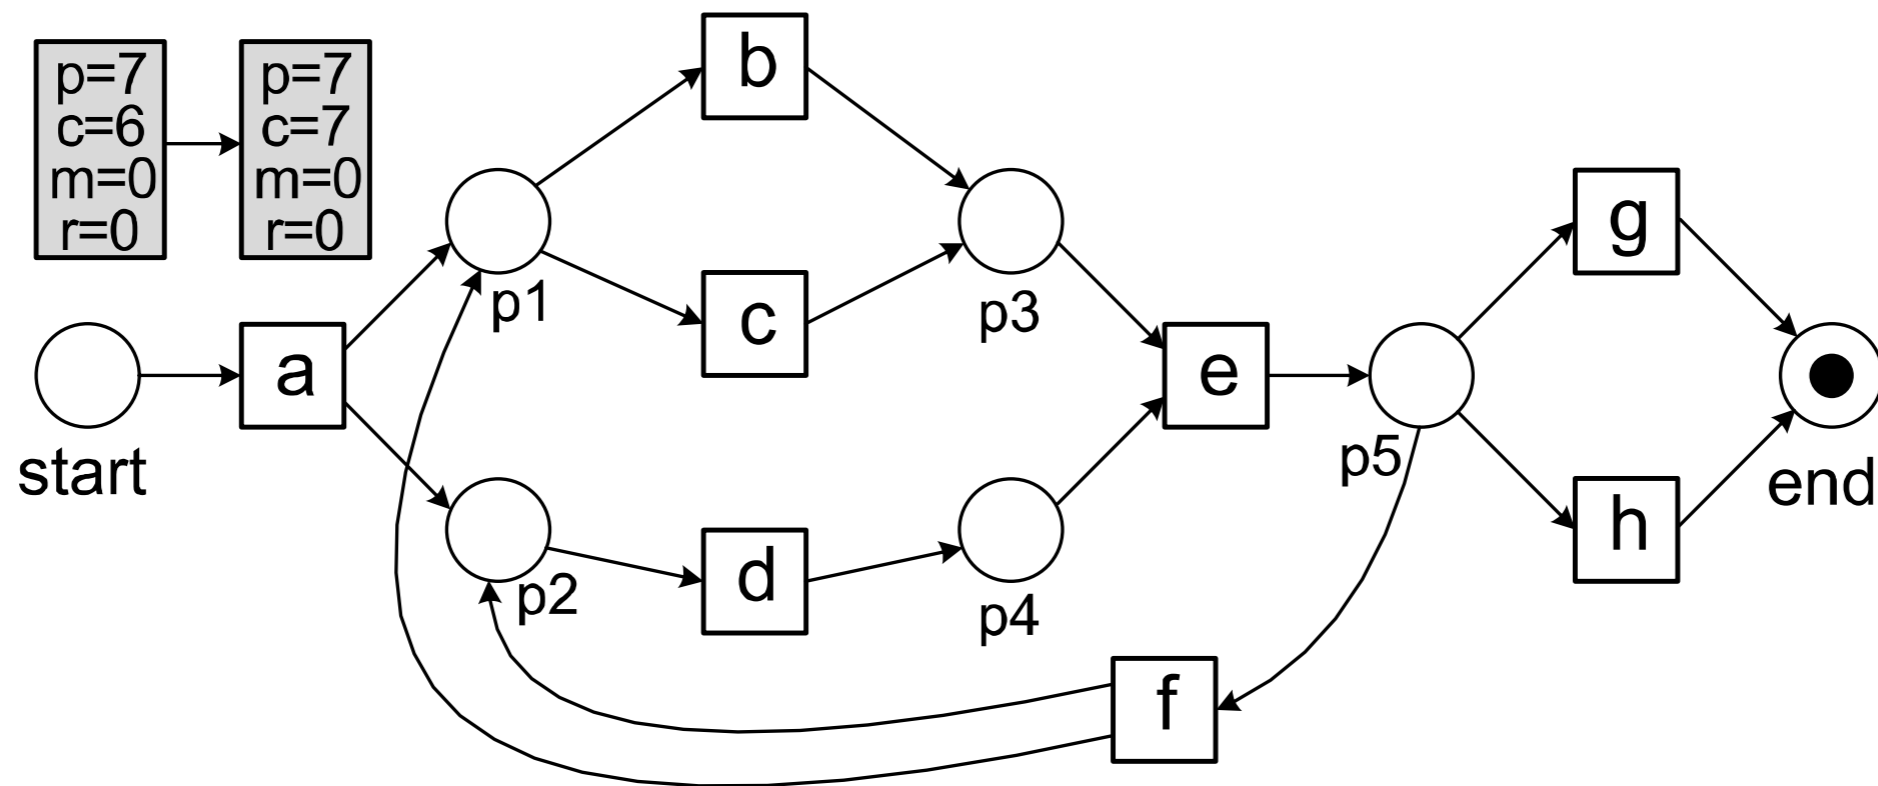 p=7
c=6
m=0
r=0
p=7
c=7
m=0
r=0
start
a
p1
p2
b
c
d
p3
p4
e
f
p5
g
h
end